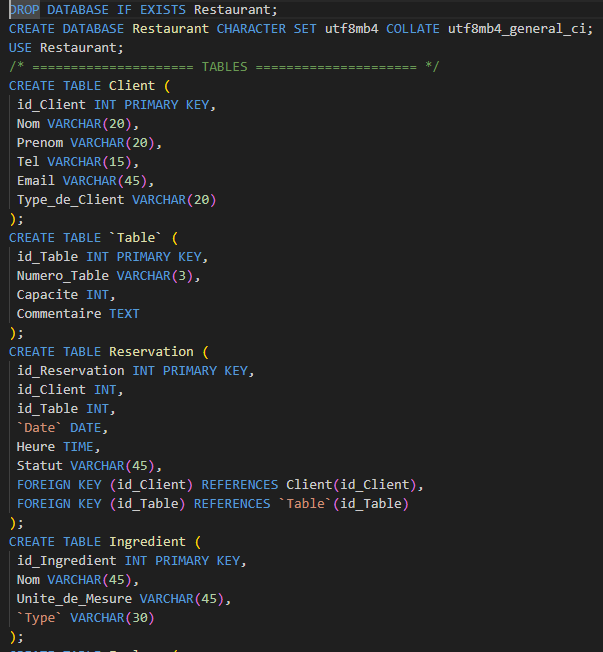 DROP DATABASE IF EXISTS Restaurant;
CREATE DATABASE Restaurant CHARACTER SET utf8mb4 COLLATE utf8mb4_general_ci;
USE Restaurant;
/* ===================== TABLES ===================== */
CREATE TABLE Client (
 id_Client INT PRIMARY KEY,
 Nom VARCHAR(20),
 Prenom VARCHAR(20),
 Tel VARCHAR(15),
 Email VARCHAR(45),
 Type_de_Client VARCHAR(20)
);
CREATE TABLE `Table` (
 id_Table INT PRIMARY KEY,
 Numero_Table VARCHAR(3),
 Capacite INT,
 Commentaire TEXT
);
CREATE TABLE Reservation (
 id_Reservation INT PRIMARY KEY,
 id_Client INT,
 id_Table INT,
 `Date` DATE,
 Heure TIME,
 Statut VARCHAR(45),
 FOREIGN KEY (id_Client) REFERENCES Client(id_Client),
 FOREIGN KEY (id_Table) REFERENCES `Table`(id_Table)
);
CREATE TABLE Ingredient (
 id_Ingredient INT PRIMARY KEY,
 Nom VARCHAR(45),
 Unite_de_Mesure VARCHAR(45),
 `Type` VARCHAR(30)
);